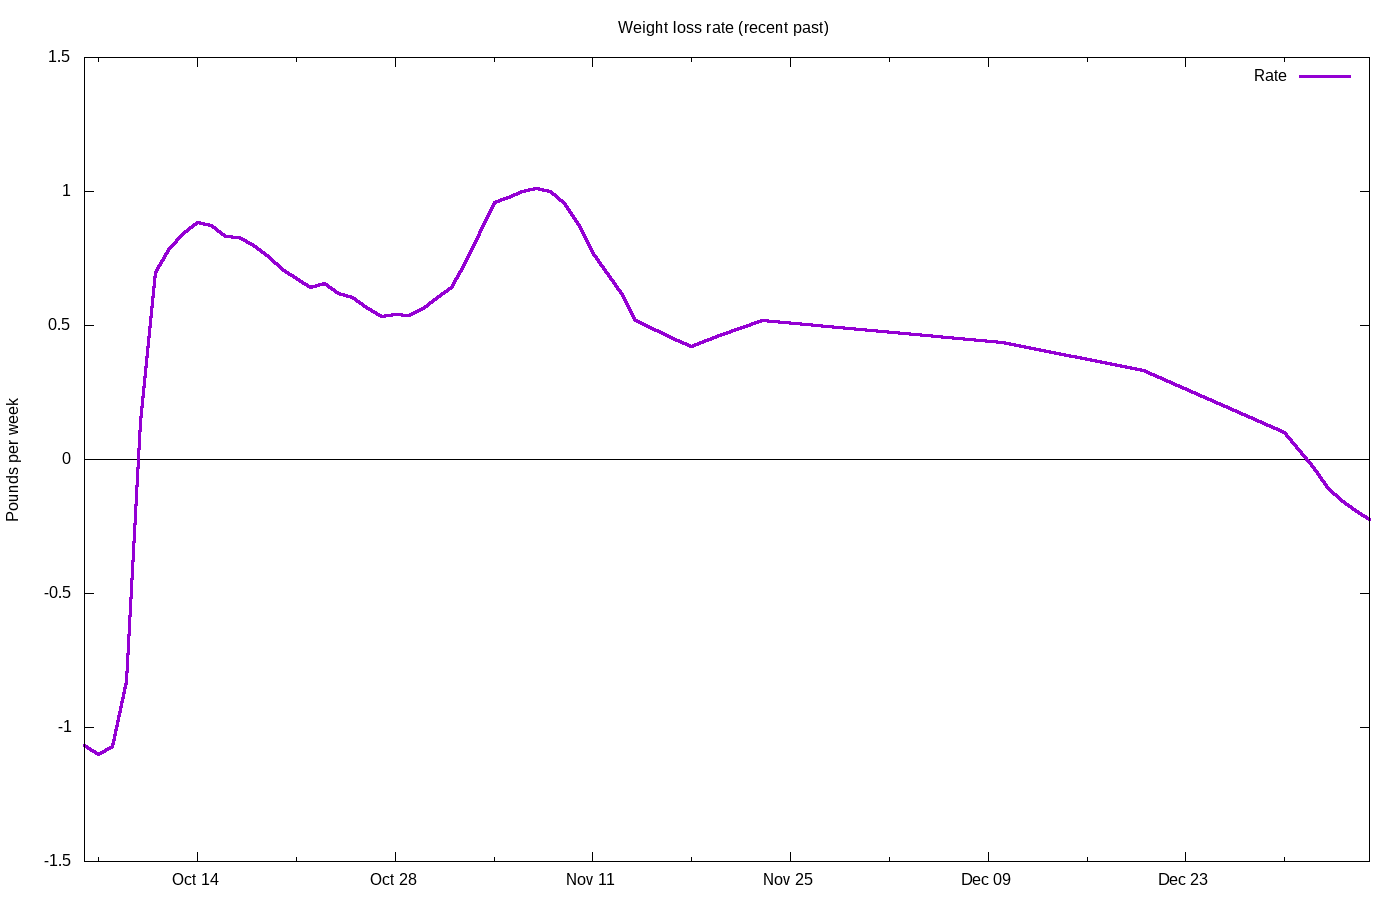 Weight loss rate (recent past)
1.5
Rate
1
0.5
0
-0.5
-1
-1.5
Pounds per week
Oct 14
Oct 28
Nov 11
Nov 25
Dec 09
Dec 23